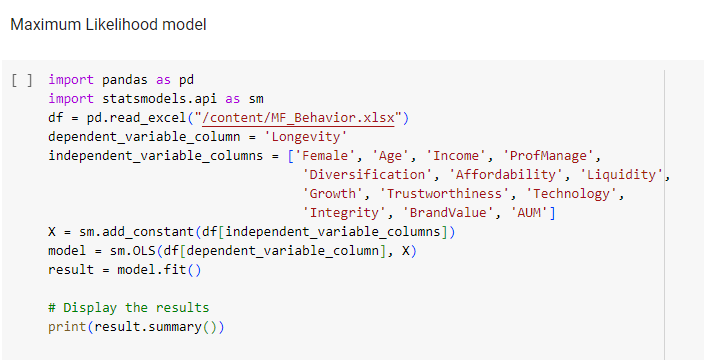 Maximum Likelihood model
[ ] import pandas as pd
import statsmodels.api as sm
df = pd.read_excel("/content/MF_Behavior.xlsx")
dependent_variable_column = 'Longevity'
independent_variable_columns = ['Female', 'Age', 'Income', 'ProfManage',
'Diversification', 'Affordability', 'Liquidity',
'Growth', 'Trustworthiness', 'Technology',
'Integrity', 'BrandValue', 'AUM']
X = sm.add_constant(df[independent_variable_columns])
model = sm.OLS(df[dependent_variable_column], X)
result = model.fit()
# Display the results
print(result.summary())